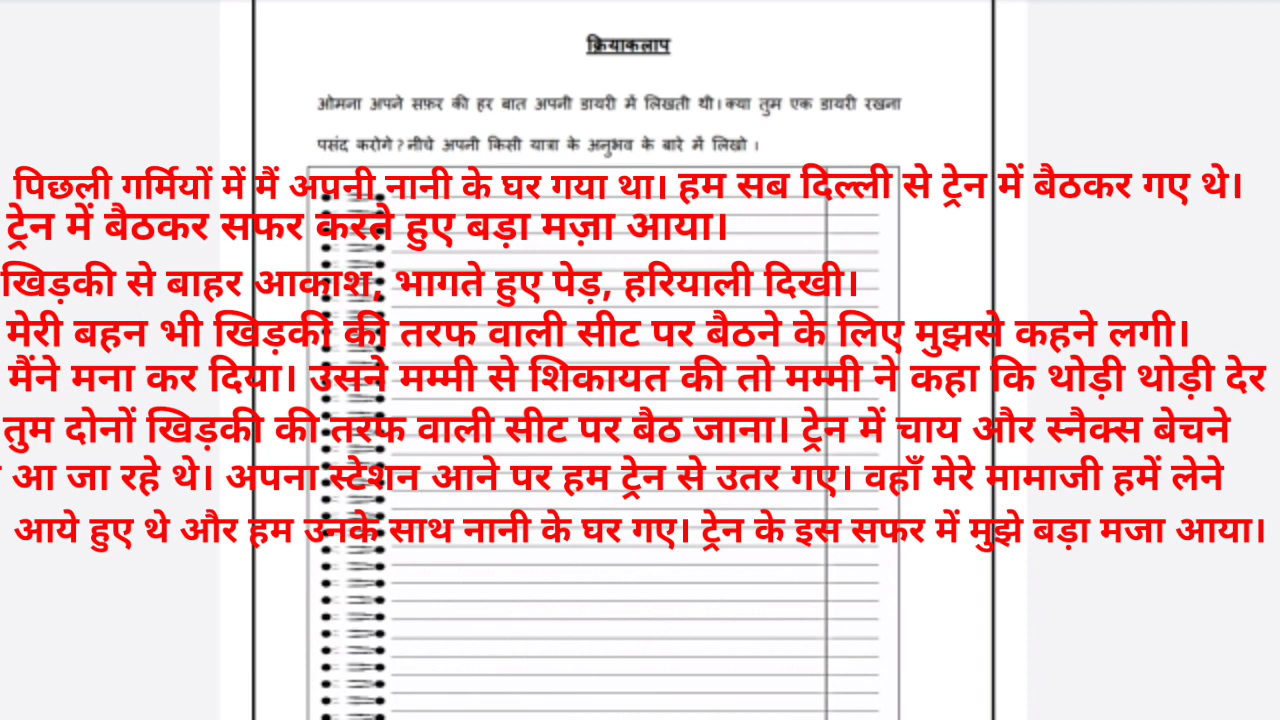 क्रियाकलाप
ओमना अपने सफ़र की हर बात अपनी डायरी में लिखती थी। क्या तुम एक डायरी रखना
पसंद करोगे ? नीचे अपनी किसी यात्रा के अनुभव के बारे में लिखो ।
पिछली गर्मियों में मैं अपनी नानी के घर गया था। हम सब दिल्ली से ट्रेन में बैठकर गए थे।
ट्रेन में बैठकर सफर करते हुए बड़ा मज़ा आया।
खिड़की से बाहर आकाश, भागते हुए पेड़, हरियाली दिखी।
मेरी बहन भी खिड़की की तरफ वाली सीट पर बैठने के लिए मुझसे कहने लगी।
मैंने मना कर दिया। उसने मम्मी से शिकायत की तो मम्मी ने कहा कि थोड़ी थोड़ी देर
तुम दोनों खिड़की की तरफ वाली सीट पर बैठ जाना। ट्रेन में चाय और स्नैक्स बेचने
आ जा रहे थे। अपना स्टेशन आने पर हम ट्रेन से उतर गए। वहाँ मेरे मामाजी हमें लेने
आये हुए थे और हम उनके साथ नानी के घर गए। ट्रेन के इस सफर में मुझे बड़ा मजा आया।